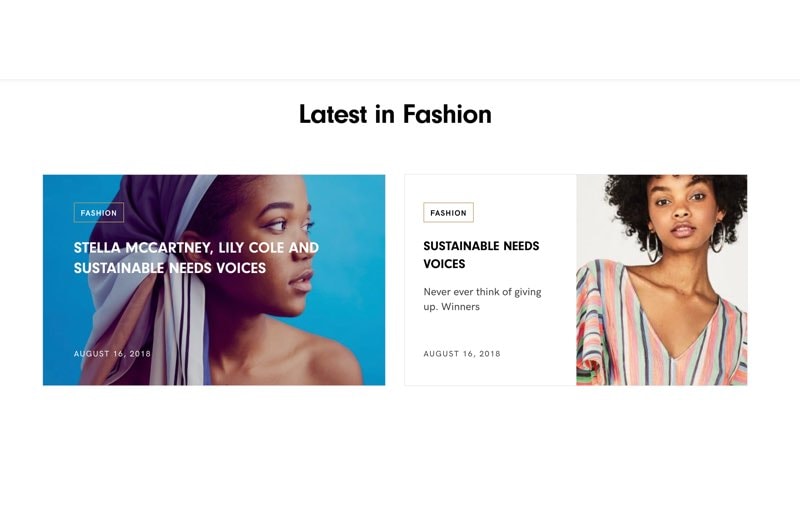 Latest in Fashion
FASHION
STELLA MCCARTNEY, LILY COLE AND
SUSTAINABLE NEEDS VOICES
AUGUST 16, 2018
FASHION
SUSTAINABLE NEEDS
VOICES
Never ever think of giving
up. Winners
AUGUST 16, 2018